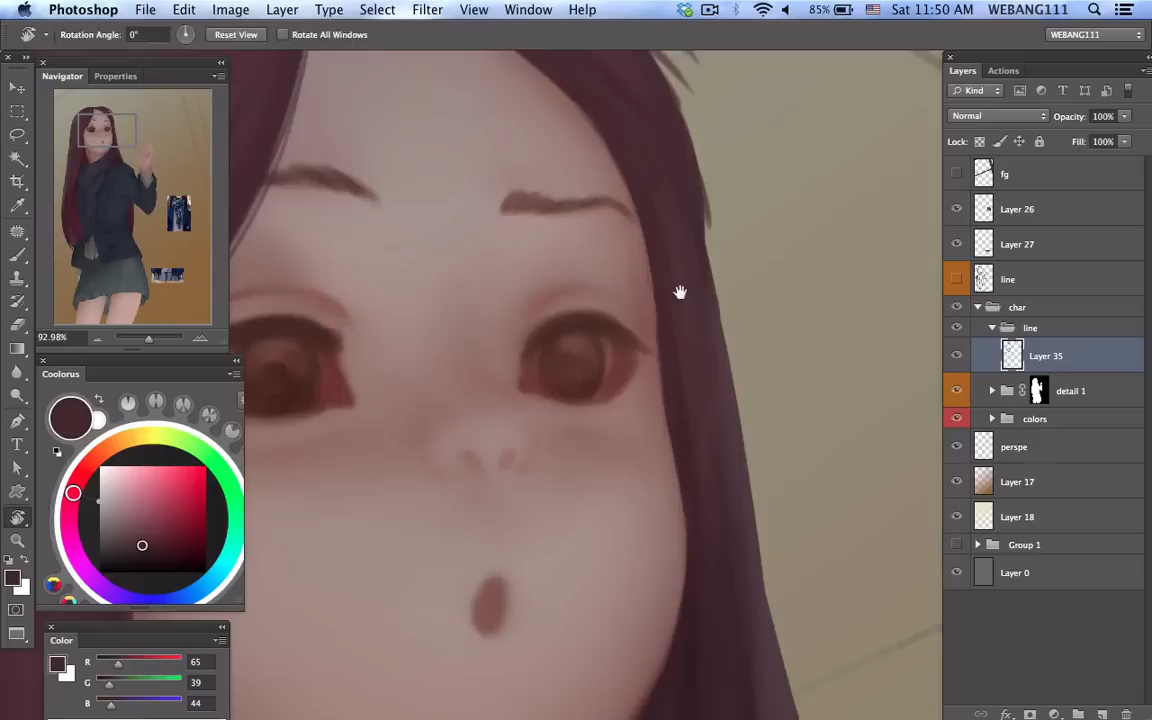 Photoshop File Edit Image Layer Type Select Filter View Window Help 85% Sat 11:50 AM WEBANG111
Rotation Angle: 0° Reset View Rotate All Windows WEBANG111
Navigator Properties
92.98%
Coolorus
Color
R 65
G 39
B 44
Layers Actions
Kind
Normal Opacity: 100%
Lock: Fill: 100%
fg
Layer 26
Layer 27
line
char
line
Layer 35
detail 1
colors
perspe
Layer 17
Layer 18
Group 1
Layer 0